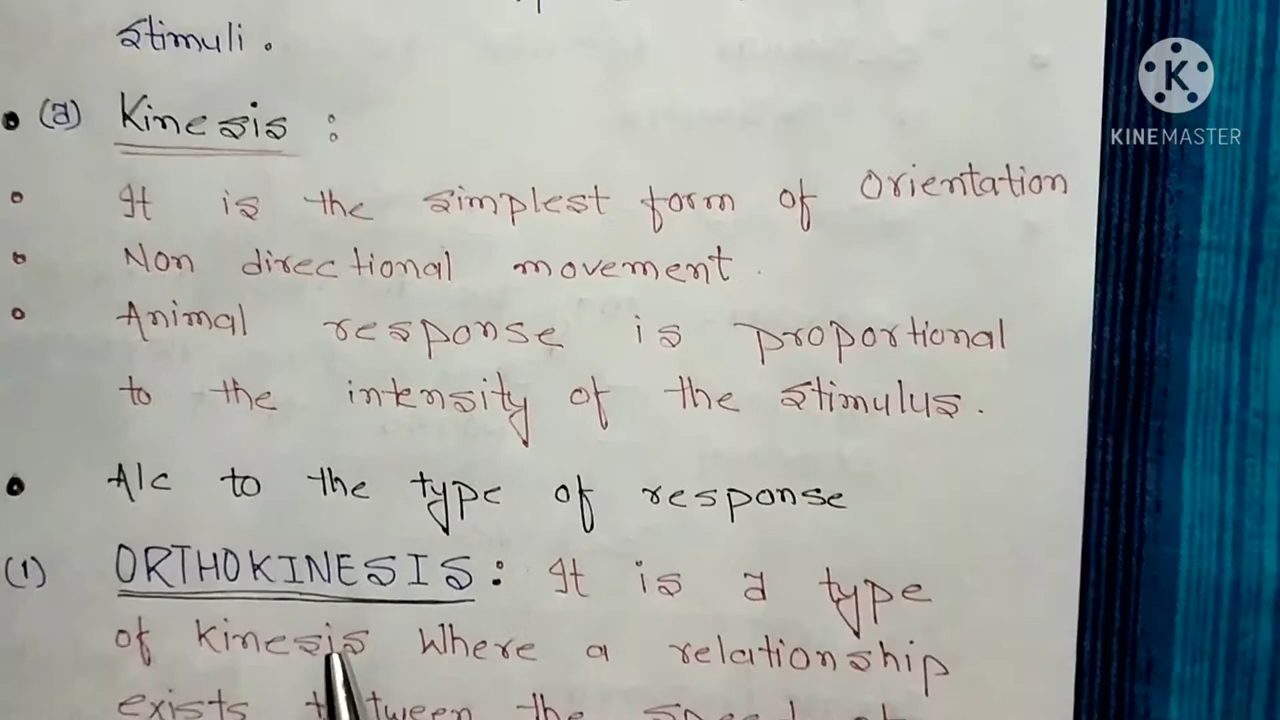 stimuli.
• (a) Kinesis :
K
KINEMASTER
It is the simplest form of Orientation
Non directional movement.
Animal response is proportional
to the intensity of the stimulus.
• A/c to the type of response
(1) ORTHOKINESIS: It is a type
of kinesis Where a relationship
exists the